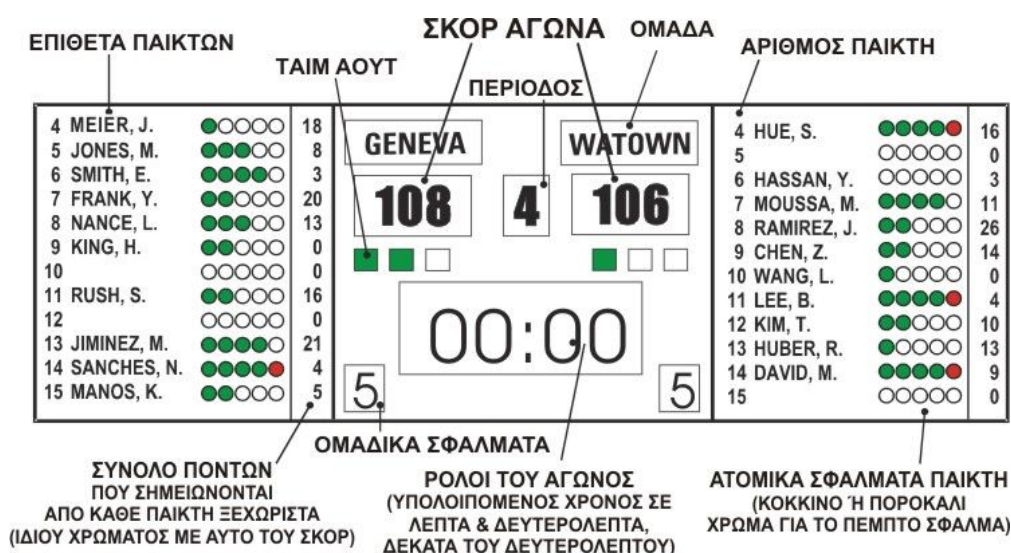 ΣΚΟΡ ΑΓΩΝΑ
ΟΜΑΔΑ
ΕΠΙΘΕΤΑ ΠΑΙΚΤΩΝ
ΑΡΙΘΜΟΣ ΠΑΙΚΤΗ
ΤΑΙΜ ΑΟΥΤ
ΠΕΡΙΟΔΟΣ
4 MEIER, J. 18
5 JONES, M. 8
6 SMITH, E. 3
7 FRANK, Y. 20
8 NANCE, L. 13
9 KING, H. 0
10 0
11 RUSH, S. 16
12 0
13 JIMINEZ, M. 21
14 SANCHES, N. 4
15 MANOS, K. 5
GENEVA
WATOWN
108 4 106
00:00
5 5
4 HUE, S. 16
5 0
6 HASSAN, Y. 3
7 MOUSSA, M. 11
8 RAMIREZ, J. 26
9 CHEN, Z. 14
10 WANG, L. 0
11 LEE, B. 4
12 KIM, T. 10
13 HUBER, R. 13
14 DAVID, M. 9
15 0
ΟΜΑΔΙΚΑ ΣΦΑΛΜΑΤΑ
ΣΥΝΟΛΟ ΠΟΝΤΩΝ
ΠΟΥ ΣΗΜΕΙΩΝΟΝΤΑΙ
ΑΠΟ ΚΑΘΕ ΠΑΙΚΤΗ ΞΕΧΩΡΙΣΤΑ
(ΙΔΙΟΥ ΧΡΩΜΑΤΟΣ ΜΕ ΑΥΤΟ ΤΟΥ ΣΚΟΡ)
ΡΟΛΟΙ ΤΟΥ ΑΓΩΝΟΣ
(ΥΠΟΛΟΙΠΟΜΕΝΟΣ ΧΡΟΝΟΣ ΣΕ
ΛΕΠΤΑ & ΔΕΥΤΕΡΟΛΕΠΤΑ,
ΔΕΚΑΤΑ ΤΟΥ ΔΕΥΤΕΡΟΛΕΠΤΟΥ)
ΑΤΟΜΙΚΑ ΣΦΑΛΜΑΤΑ ΠΑΙΚΤΗ
(ΚΟΚΚΙΝΟ Ή ΠΟΡΟΚΑΛΙ
ΧΡΩΜΑ ΓΙΑ ΤΟ ΠΕΜΠΤΟ ΣΦΑΛΜΑ)